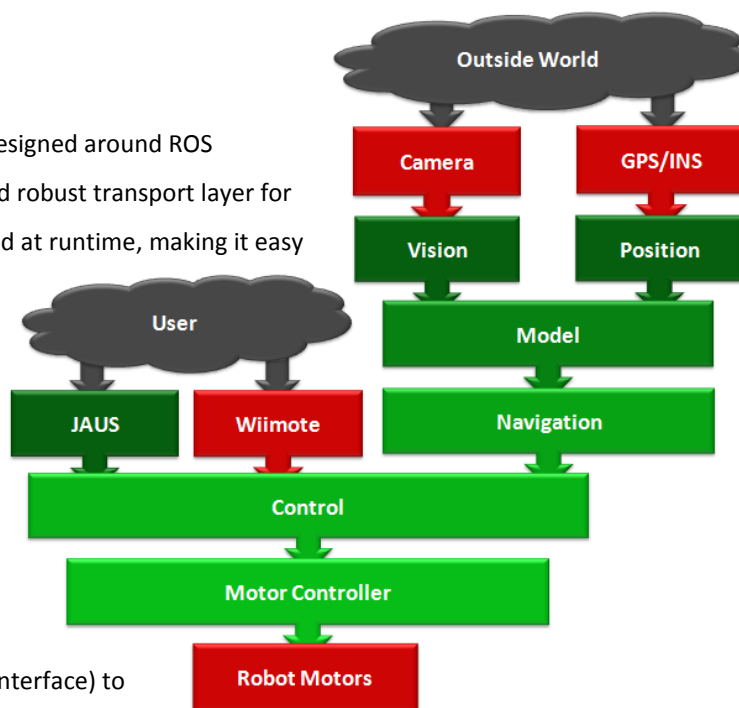 Outside World
esigned around ROS
Camera
GPS/INS
d robust transport layer for
d at runtime, making it easy
Vision
Position
User
Model
JAUS
Wiimote
Navigation
Control
Motor Controller
nterface) to
Robot Motors